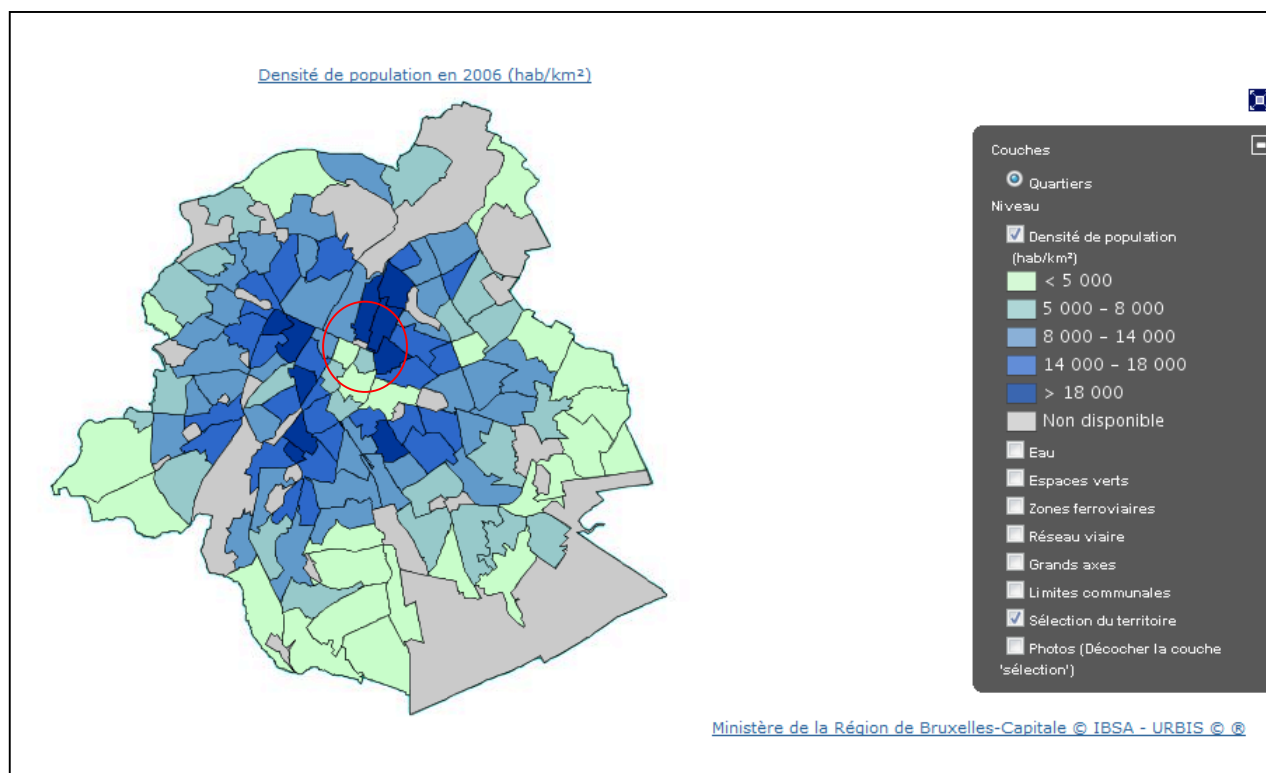 Densité de population en 2006 (hab/km²)
Couches
Quartiers
Niveau
Densité de population
(hab/km²)
< 5 000
5 000 - 8 000
8 000 - 14 000
14 000 - 18 000
> 18 000
Non disponible
Eau
Espaces verts
Zones ferroviaires
Réseau viaire
Grands axes
Limites communales
Sélection du territoire
Photos (Décocher la couche
'sélection')
Ministère de la Région de Bruxelles-Capitale © IBSA - URBIS © ®